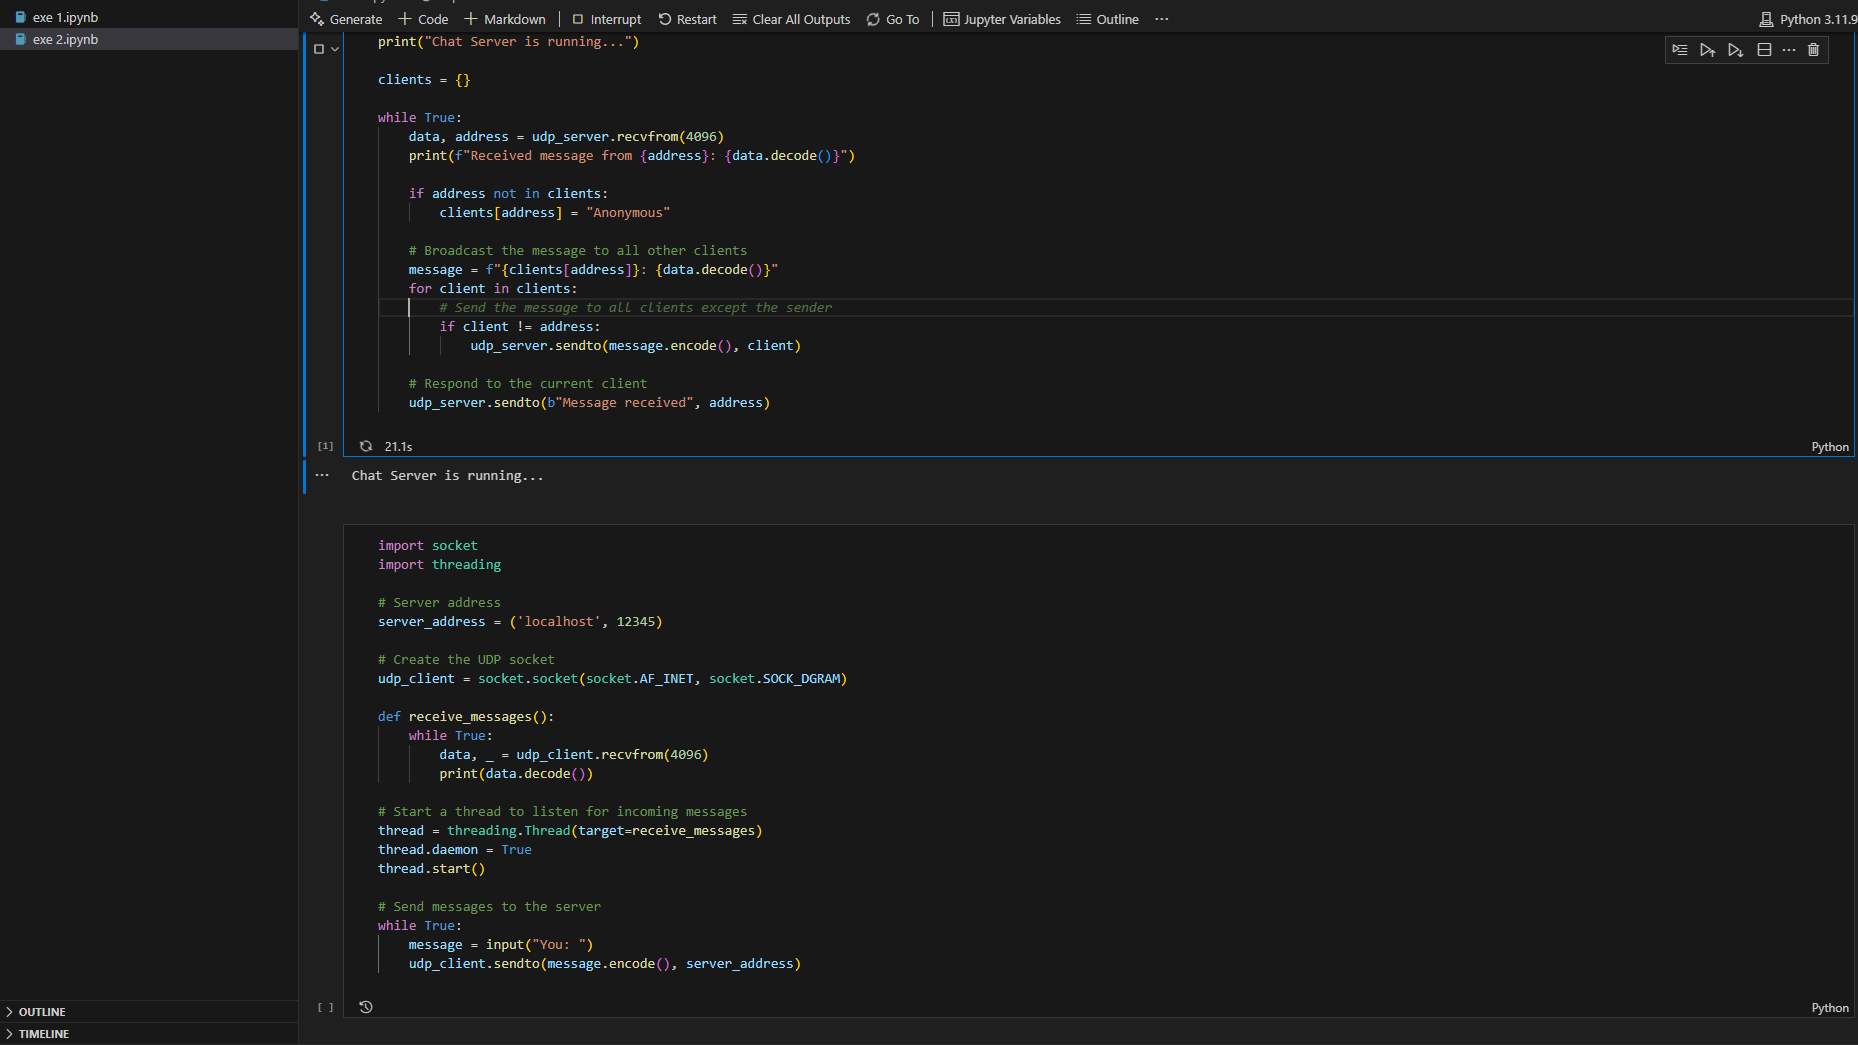 exe 1.ipynb
exe 2.ipynb
OUTLINE
TIMELINE
Generate + Code + Markdown Interrupt Restart Clear All Outputs Go To Jupyter Variables Outline ... Python 3.11.9
print("Chat Server is running...")
clients = {}
while True:
data, address = udp_server.recvfrom(4096)
print(f"Received message from {address}: {data.decode()}")
if address not in clients:
clients[address] = "Anonymous"
# Broadcast the message to all other clients
message = f"{clients[address]}: {data.decode()}"
for client in clients:
# Send the message to all clients except the sender
if client != address:
udp_server.sendto(message.encode(), client)
# Respond to the current client
udp_server.sendto(b"Message received", address)
[1] 21.1s Python
... Chat Server is running...
import socket
import threading
# Server address
server_address = ('localhost', 12345)
# Create the UDP socket
udp_client = socket.socket(socket.AF_INET, socket.SOCK_DGRAM)
def receive_messages():
while True:
data, _ = udp_client.recvfrom(4096)
print(data.decode())
# Start a thread to listen for incoming messages
thread = threading.Thread(target=receive_messages)
thread.daemon = True
thread.start()
# Send messages to the server
while True:
message = input("You: ")
udp_client.sendto(message.encode(), server_address)
[ ] Python